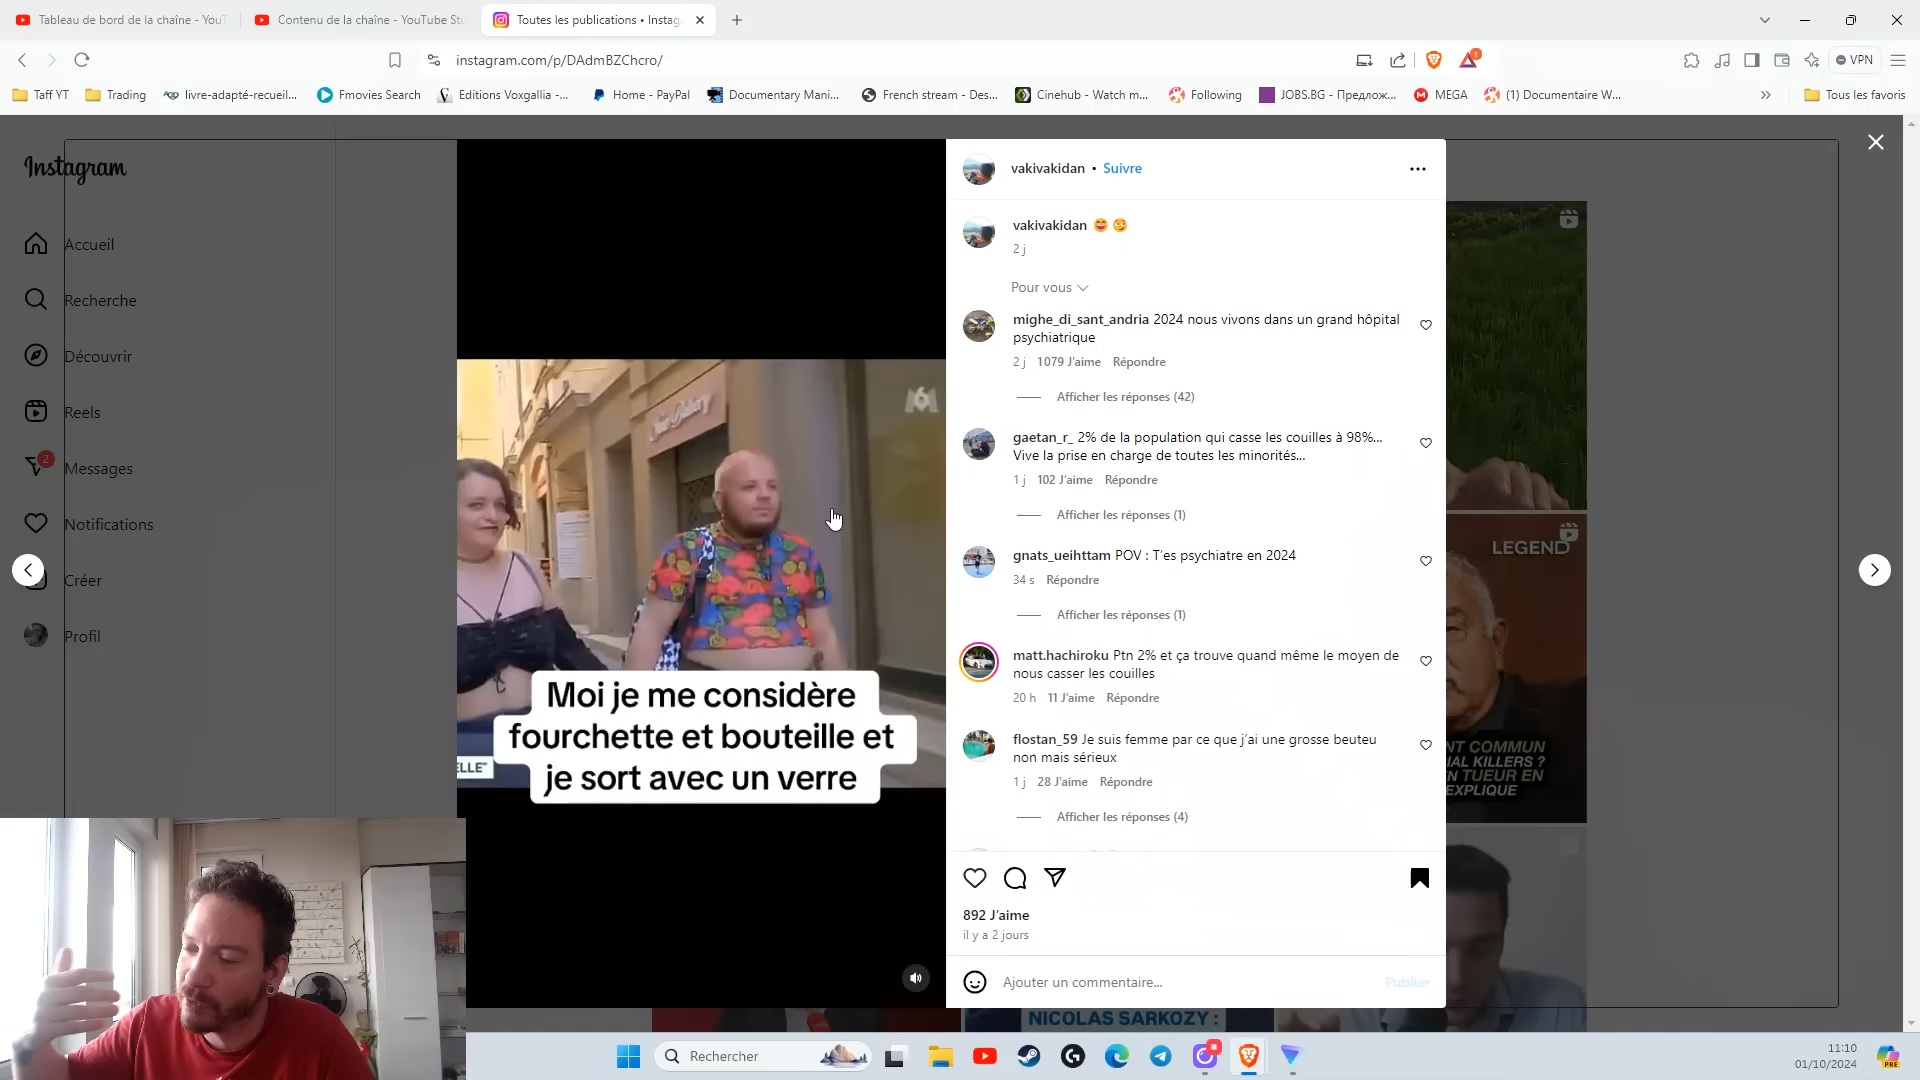 Tableau de bord de la chaîne - YouT
Contenu de la chaîne - YouTube Stu
Toutes les publications • Instag
instagram.com/p/DAdmBZChcro/
1
VPN
Taff YT
Trading
livre-adapté-recueil...
Fmovies Search
Editions Voxgallia -...
Home - PayPal
Documentary Mani...
French stream - Des...
Cinehub - Watch m...
Following
JOBS.BG - Предлож...
MEGA
(1) Documentaire W...
Tous les favoris
Instagram
Accueil
Recherche
Découvrir
Reels
2
Messages
Notifications
Créer
Profil
M6
ELLE"
Moi je me considère
fourchette et bouteille et
je sort avec un verre
vakivakidan • Suivre
vakivakidan 😄 😏
2 j
Pour vous
mighe_di_sant_andria 2024 nous vivons dans un grand hôpital
psychiatrique
2 j 1079 J'aime Répondre
Afficher les réponses (42)
gaetan_r_ 2% de la population qui casse les couilles à 98%...
Vive la prise en charge de toutes les minorités...
1 j 102 J'aime Répondre
Afficher les réponses (1)
gnats_ueihttam POV : T'es psychiatre en 2024
34 s Répondre
Afficher les réponses (1)
matt.hachiroku Ptn 2% et ça trouve quand même le moyen de
nous casser les couilles
20 h 11 J'aime Répondre
flostan_59 Je suis femme par ce que j'ai une grosse beuteu
non mais sérieux
1 j 28 J'aime Répondre
Afficher les réponses (4)
892 J'aime
il y a 2 jours
Ajouter un commentaire...
Publier
LEGEND
NT COMMUN
IAL KILLERS ?
N TUEUR EN
EXPLIQUE
NICOLAS SARKOZY :
Rechercher
PRE
11:10
01/10/2024